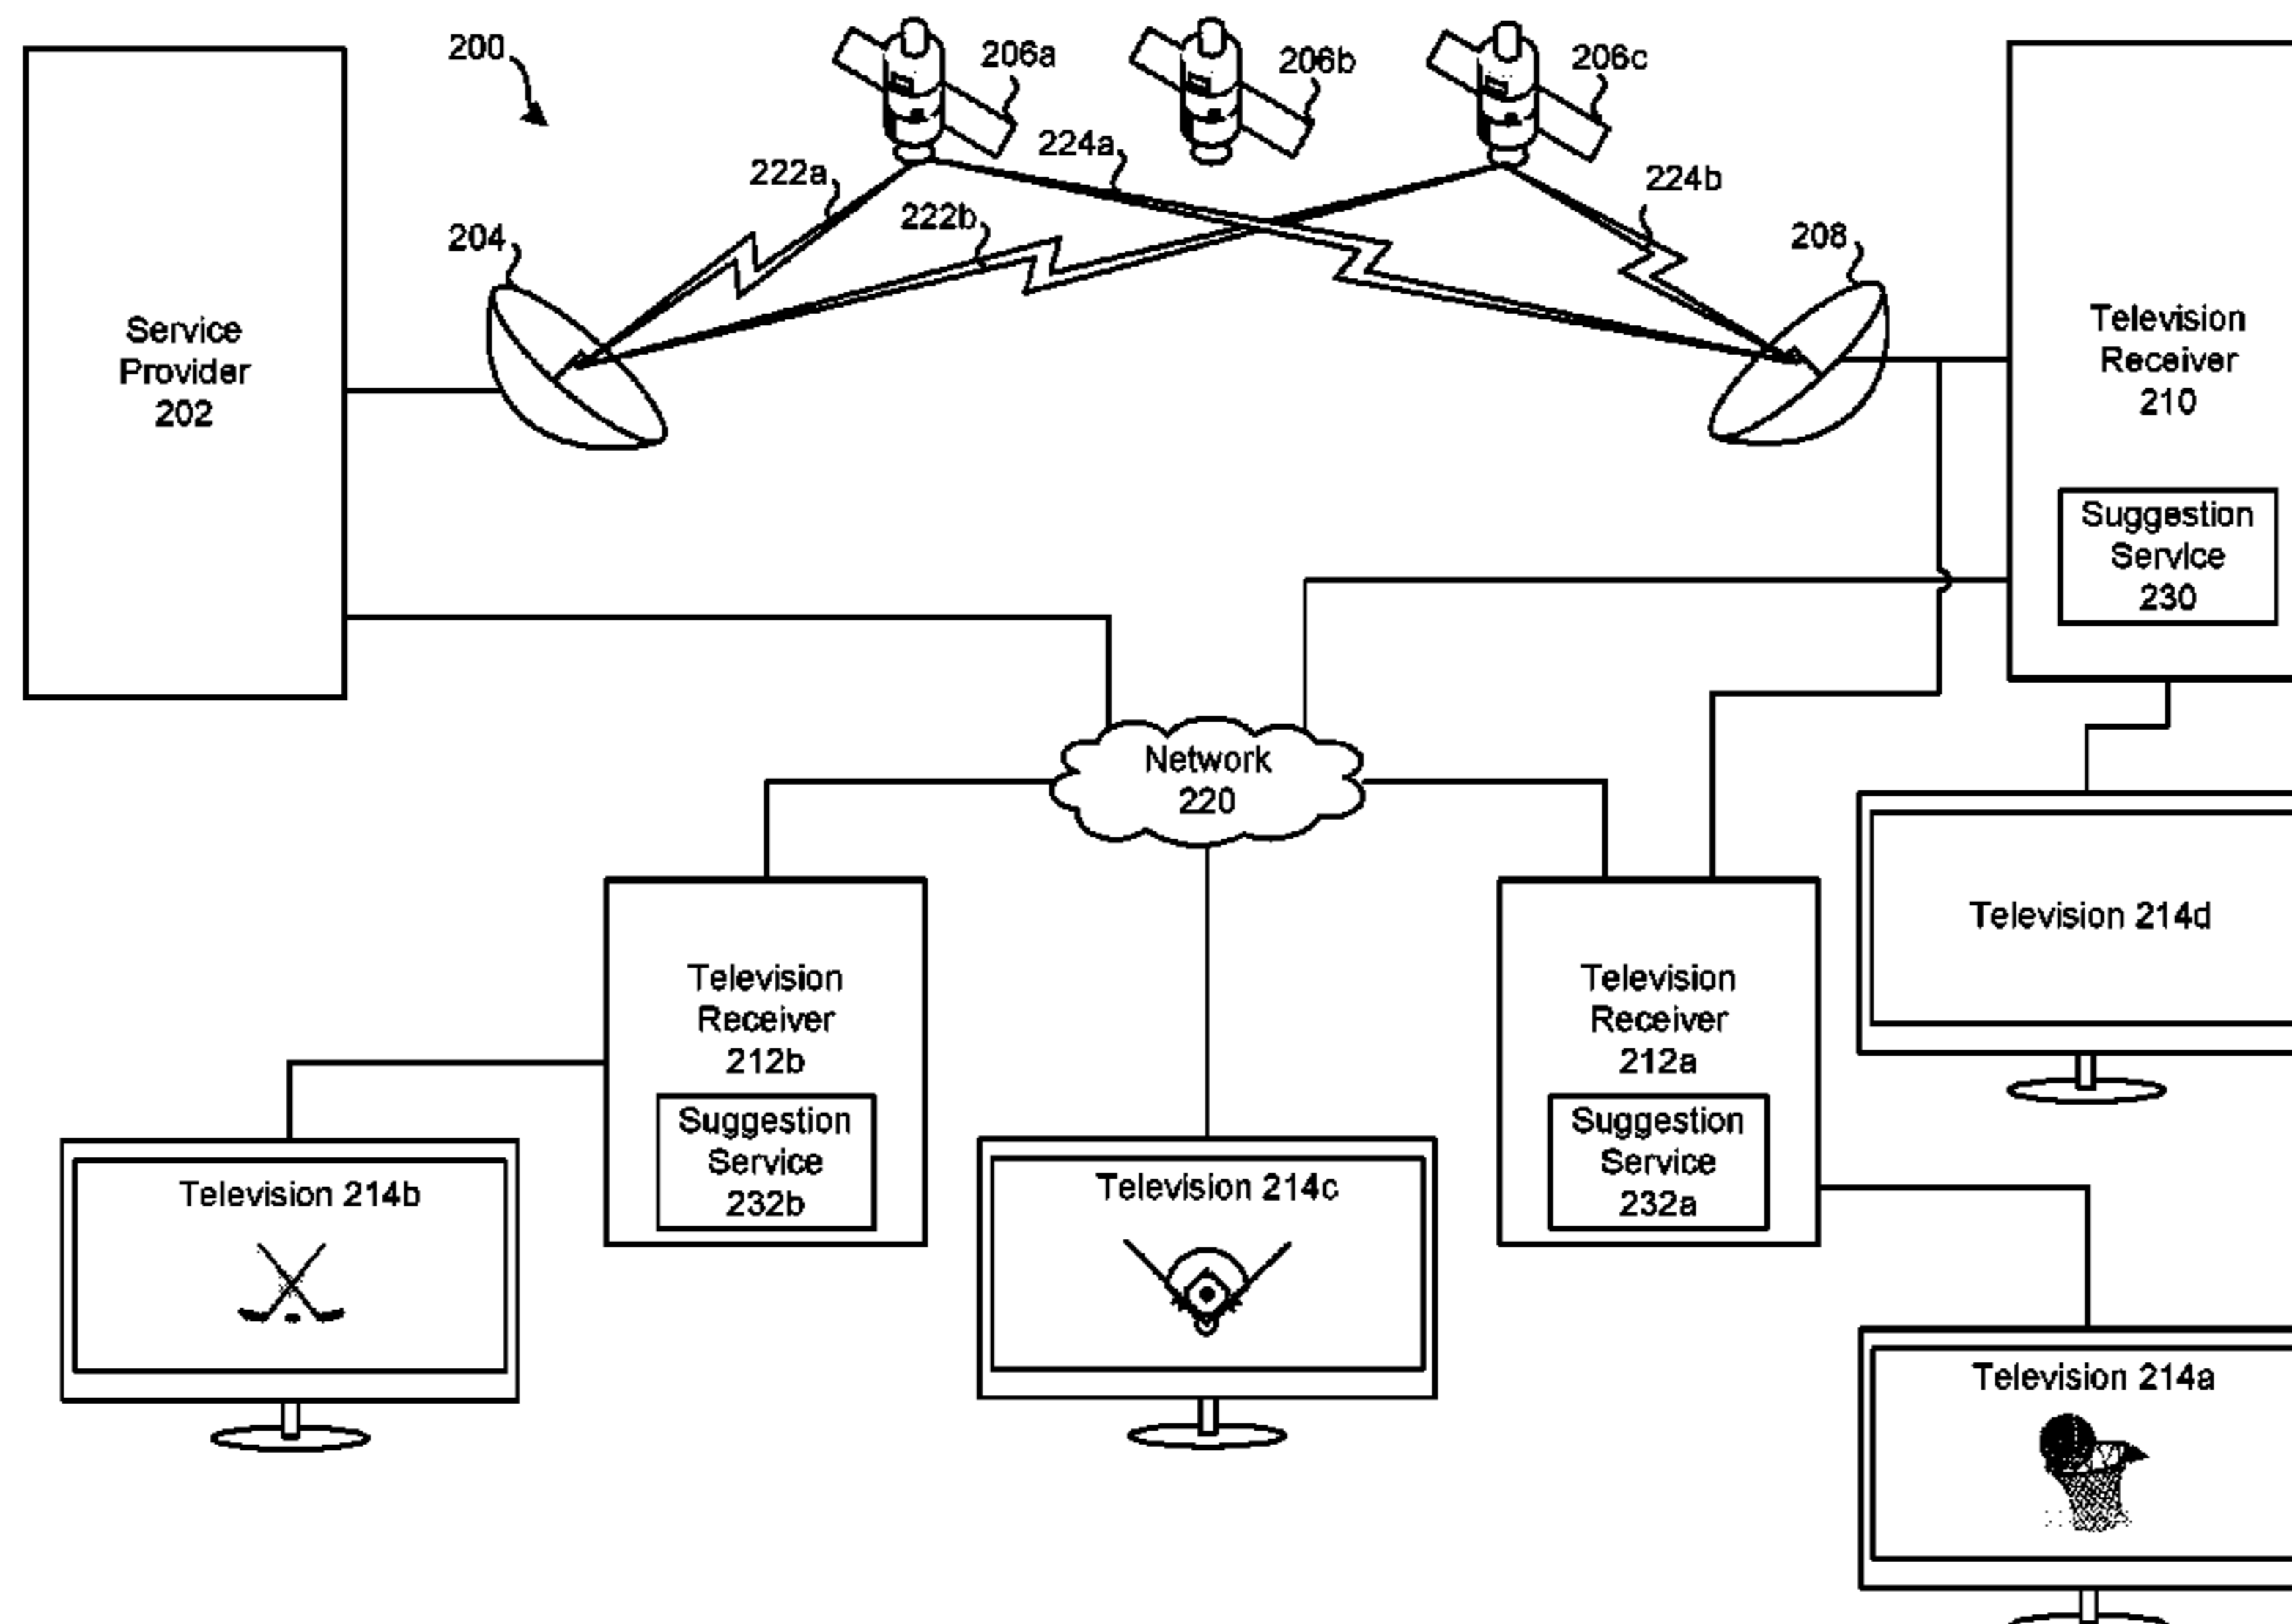 200
206a
206b
206c
222a
224a
222b
224b
204
208
Service
Provider
202
Television
Receiver
210
Suggestion
Service
230
Network
220
Television 214d
Television
Receiver
212b
Suggestion
Service
232b
Television
Receiver
212a
Suggestion
Service
232a
Television 214b
Television 214c
Television 214a